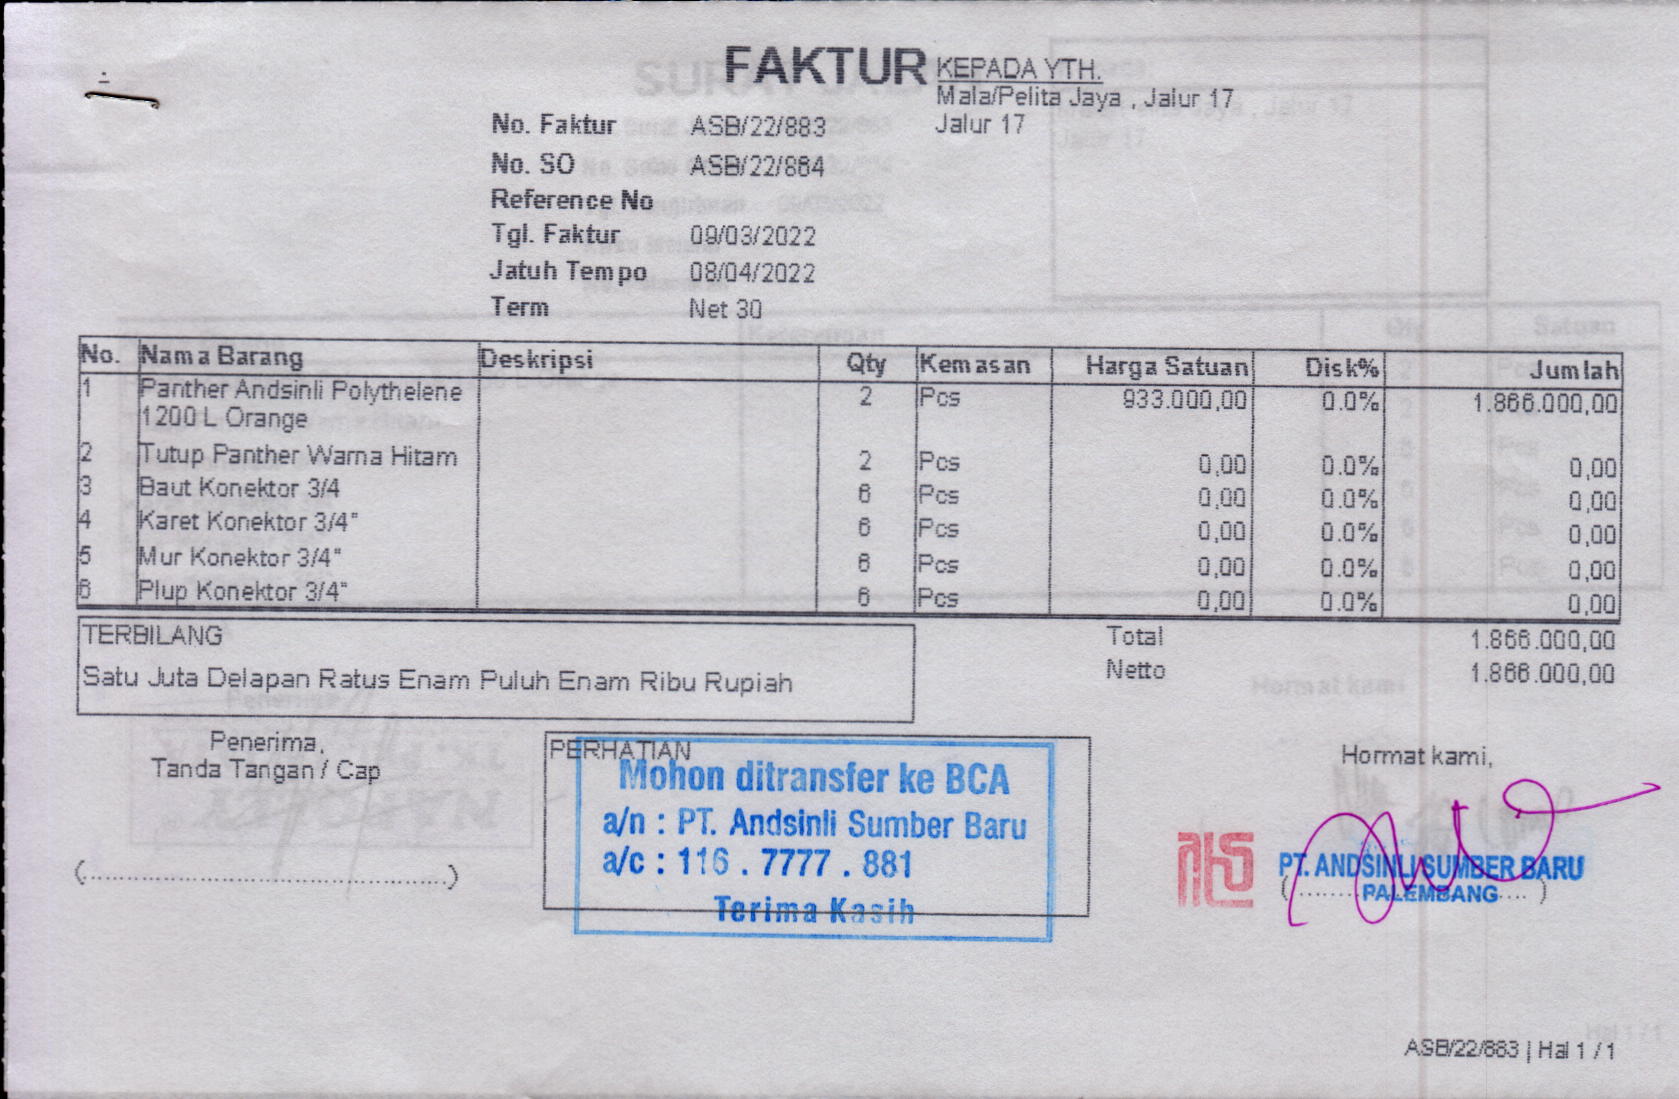 FAKTUR
KEPADA YTH.
Mala/Pelita Jaya , Jalur 17
Jalur 17
No. Faktur ASB/22/883
No. SO ASB/22/884
Reference No
Tgl. Faktur 09/03/2022
Jatuh Tempo 08/04/2022
Term Net 30
No. Nama Barang Deskripsi Qty Kemasan Harga Satuan Disk% Jumlah
1 Panther Andsinli Polythelene 2 Pcs 933.000,00 0.0% 1.866.000,00
1200 L Orange
2 Tutup Panther Warna Hitam 2 Pcs 0,00 0.0% 0,00
3 Baut Konektor 3/4 6 Pcs 0,00 0.0% 0,00
4 Karet Konektor 3/4" 6 Pcs 0,00 0.0% 0,00
5 Mur Konektor 3/4" 6 Pcs 0,00 0.0% 0,00
6 Plup Konektor 3/4" 6 Pcs 0,00 0.0% 0,00
TERBILANG
Satu Juta Delapan Ratus Enam Puluh Enam Ribu Rupiah
Total 1.866.000,00
Netto 1.866.000,00
Penerima,
Tanda Tangan / Cap
(..............................................)
PERHATIAN
Mohon ditransfer ke BCA
a/n : PT. Andsinli Sumber Baru
a/c : 116 . 7777 . 881
Terima Kasih
Hormat kami,
PT. ANDSINLI SUMBER BARU
PALEMBANG
ASB/22/883 | Hal 1 / 1